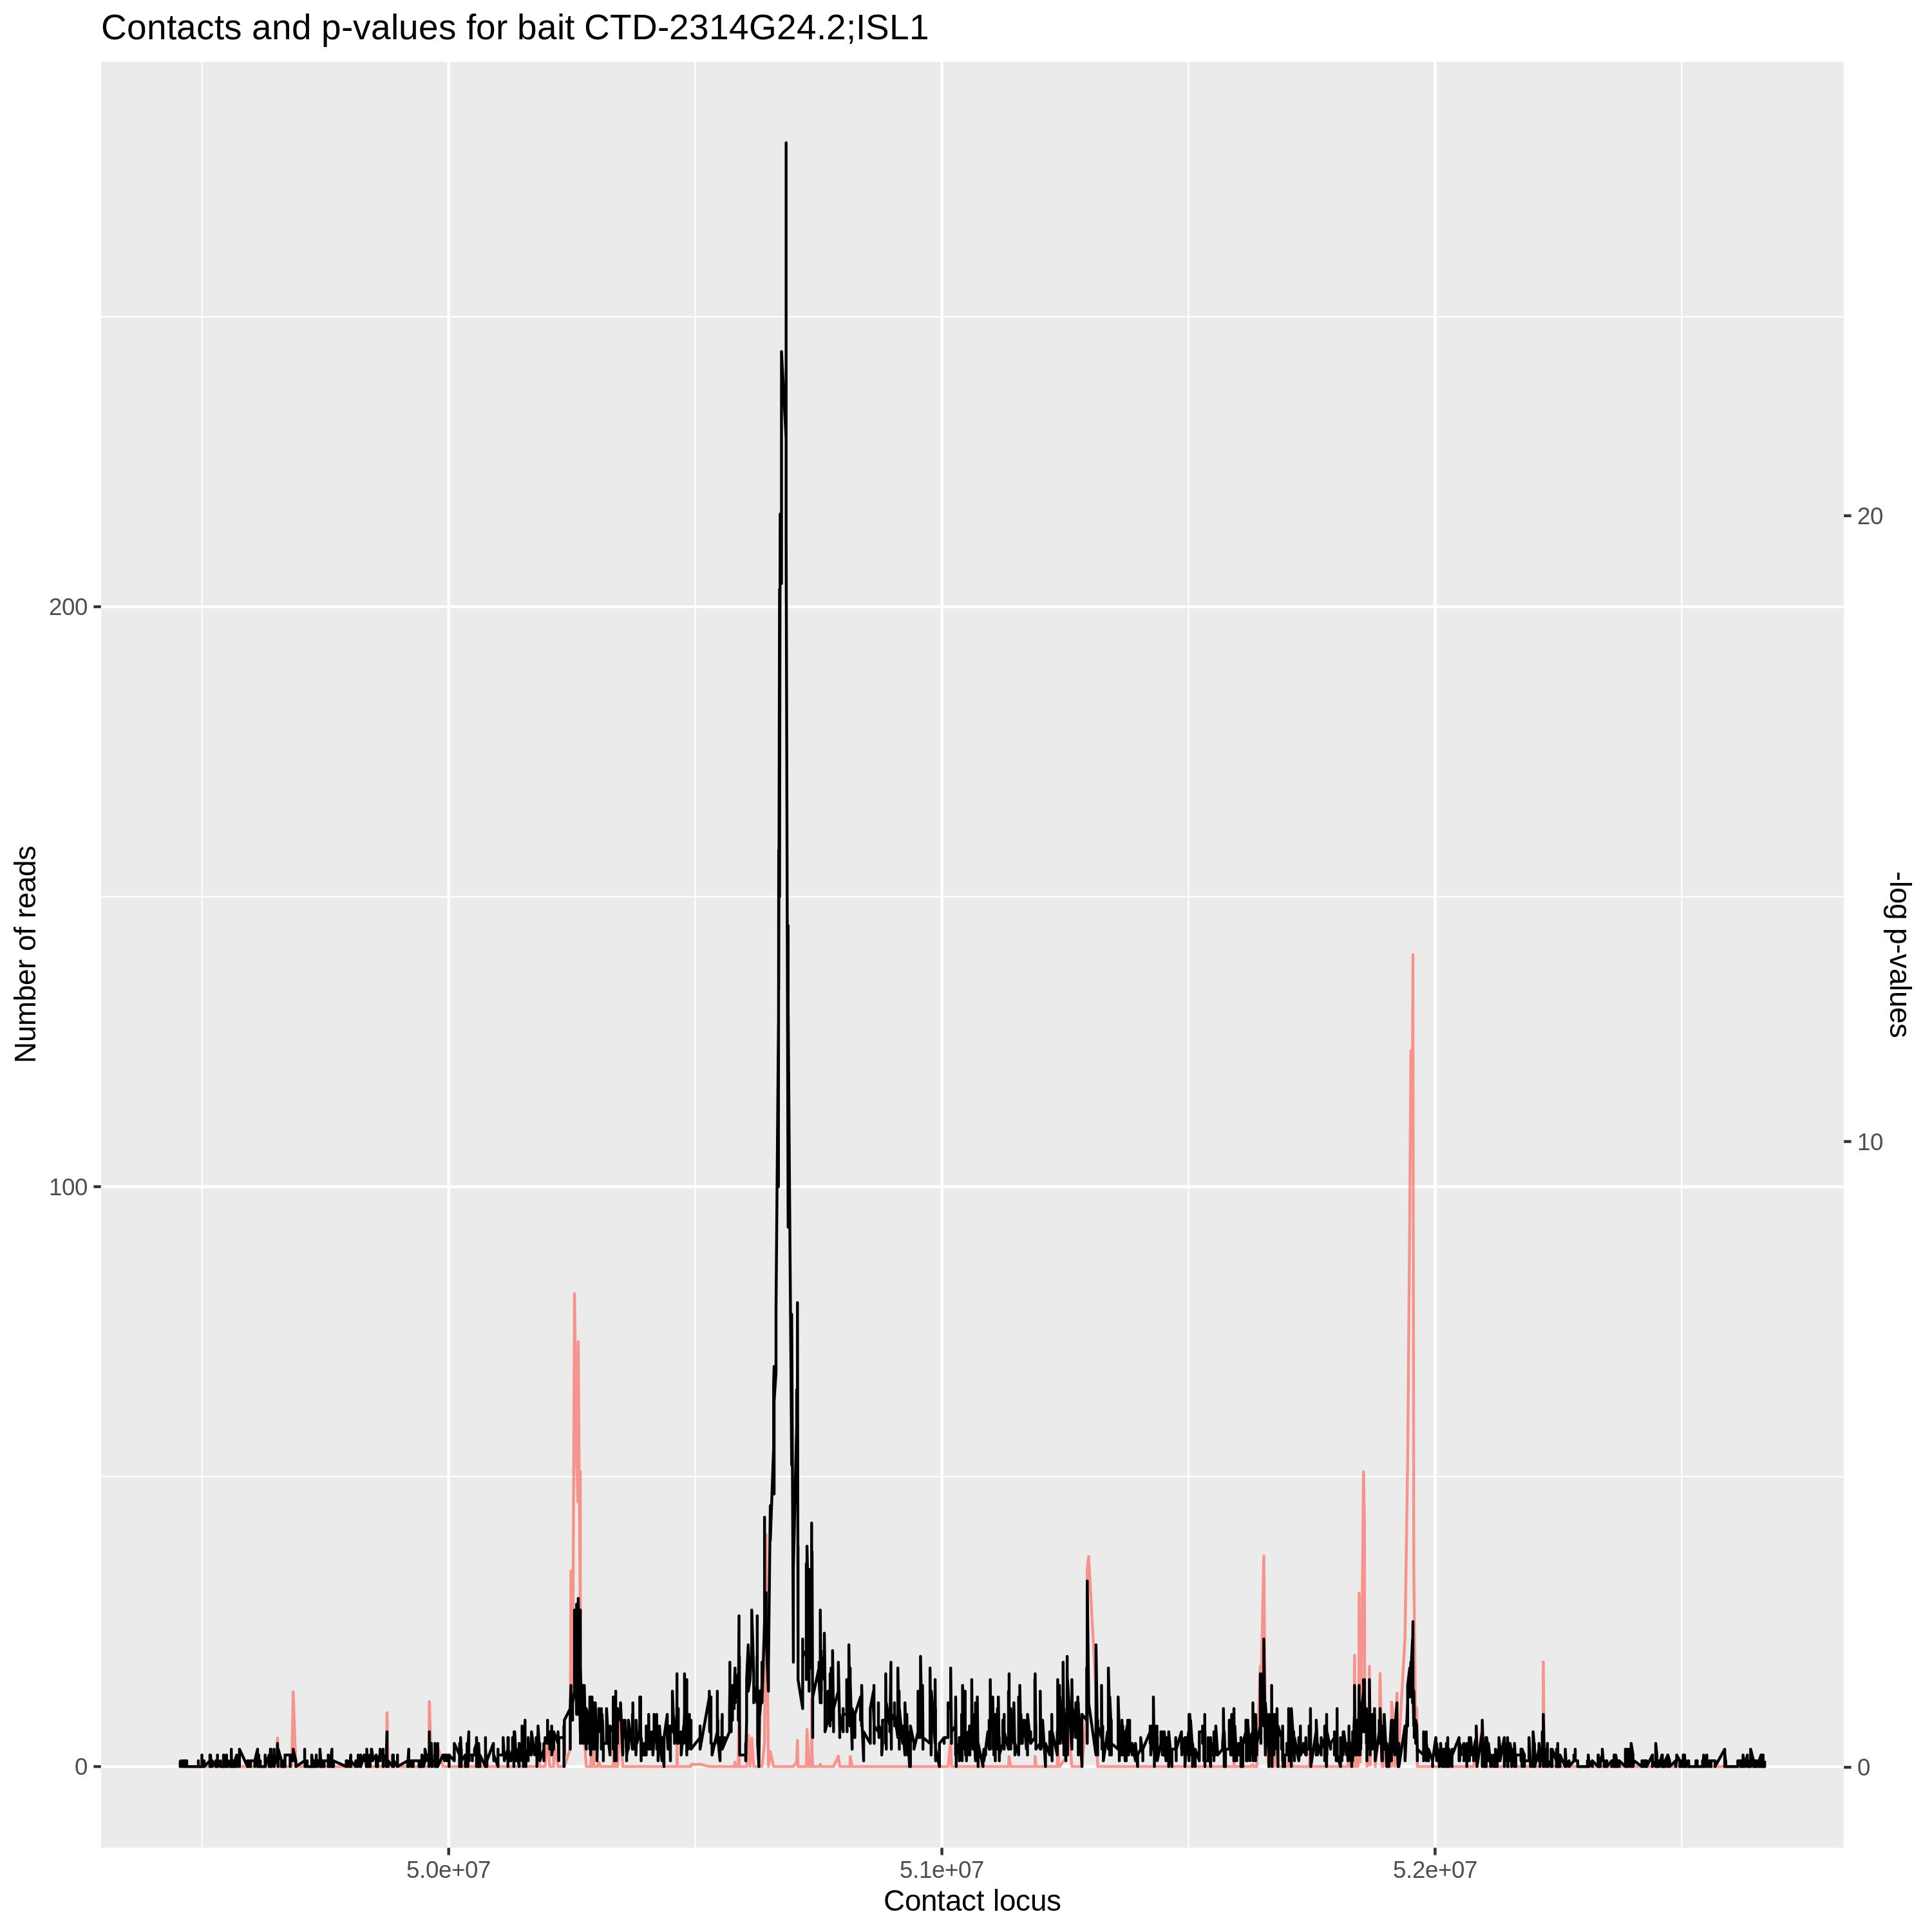 Contacts and p-values for bait CTD-2314G24.2;ISL1
Number of reads
200
100
0
20
10
0
-log p-values
5.0e+07
5.1e+07
5.2e+07
Contact locus